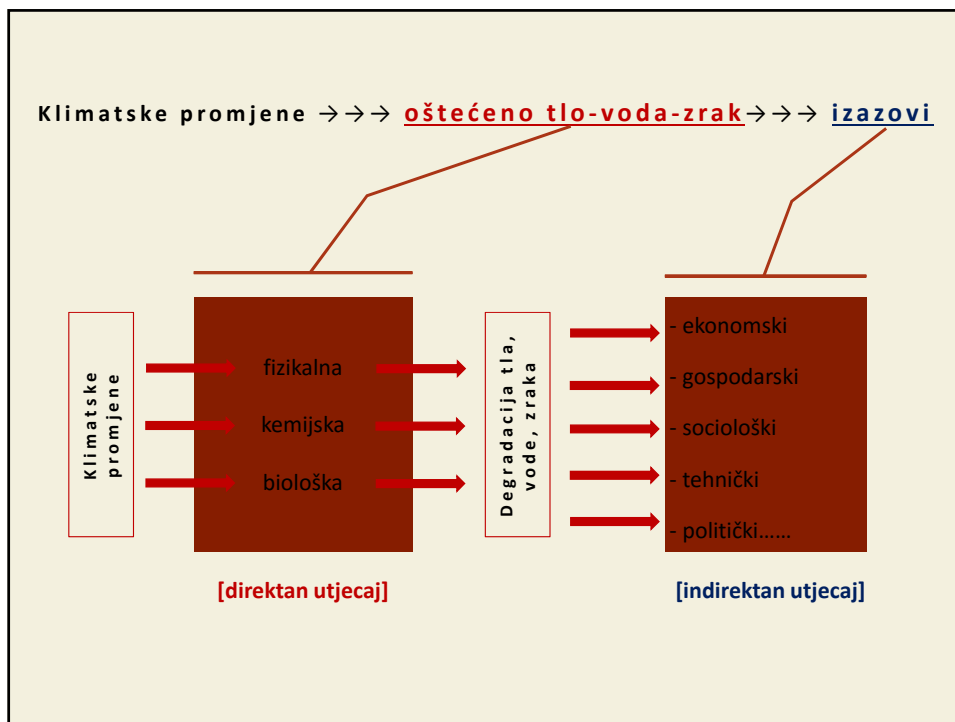 Klimatske promjene →→→ oštećeno tlo-voda-zrak→→→ izazovi
Klimatske
promjene
fizikalna
kemijska
biološka
Degradacija tla,
vode, zraka
- ekonomski
- gospodarski
- sociološki
- tehnički
- politički......
[direktan utjecaj]
[indirektan utjecaj]